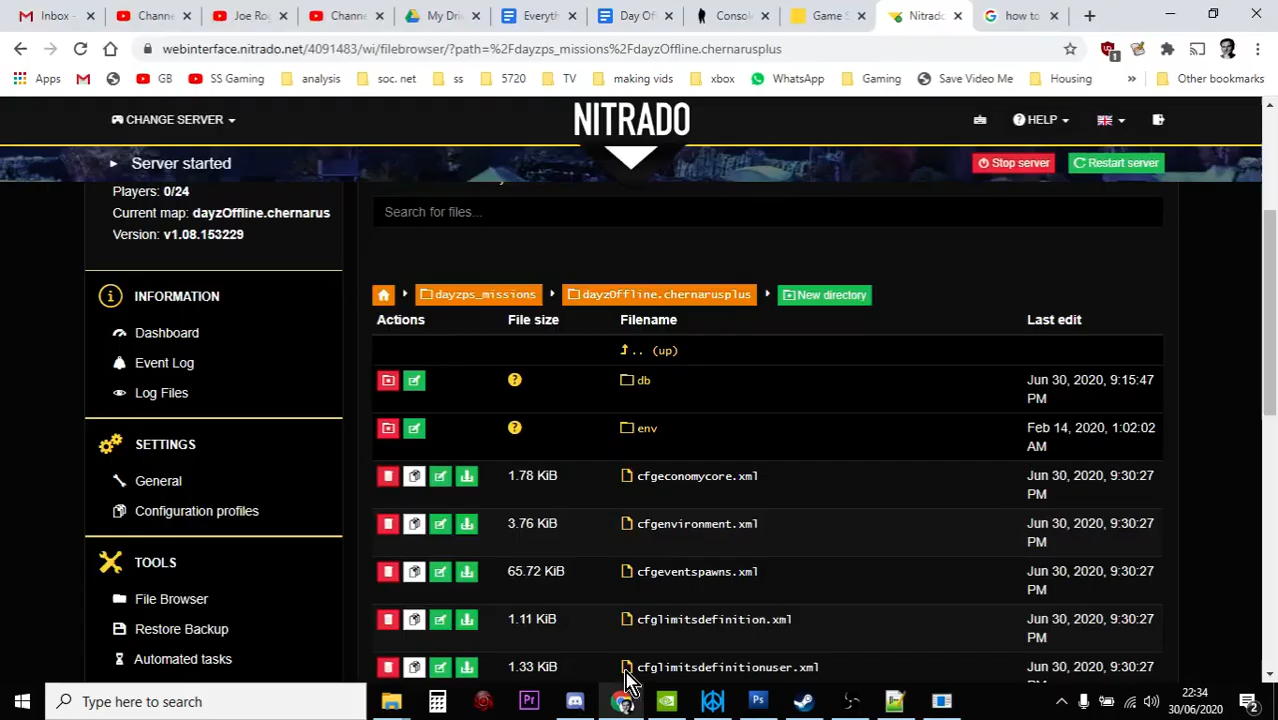 Inbox -
Channe
Joe Rog
Channe
My Driv
Everyth
Day Of
Consol
Game S
Nitrado
how to
webinterface.nitrado.net/4091483/wi/filebrowser/?path=%2Fdayzps_missions%2FdayzOffline.chernarusplus
Apps
GB
SS Gaming
analysis
soc. net
ss
5720
TV
making vids
xbox
WhatsApp
Gaming
Save Video Me
Housing
»
Other bookmarks
CHANGE SERVER
NITRADO
HELP
Server started
Stop server
Restart server
Players: 0/24
Current map: dayzOffline.chernarus
Version: v1.08.153229
Search for files...
dayzps_missions
dayzOffline.chernarusplus
New directory
Actions File size Filename Last edit
.. (up)
db Jun 30, 2020, 9:15:47 PM
env Feb 14, 2020, 1:02:02 AM
1.78 KiB cfgeconomycore.xml Jun 30, 2020, 9:30:27 PM
3.76 KiB cfgenvironment.xml Jun 30, 2020, 9:30:27 PM
65.72 KiB cfgeventspawns.xml Jun 30, 2020, 9:30:27 PM
1.11 KiB cfglimitsdefinition.xml Jun 30, 2020, 9:30:27 PM
1.33 KiB cfglimitsdefinitionuser.xml Jun 30, 2020, 9:30:27
INFORMATION
Dashboard
Event Log
Log Files
SETTINGS
General
Configuration profiles
TOOLS
File Browser
Restore Backup
Automated tasks
Type here to search
22:34
30/06/2020
2